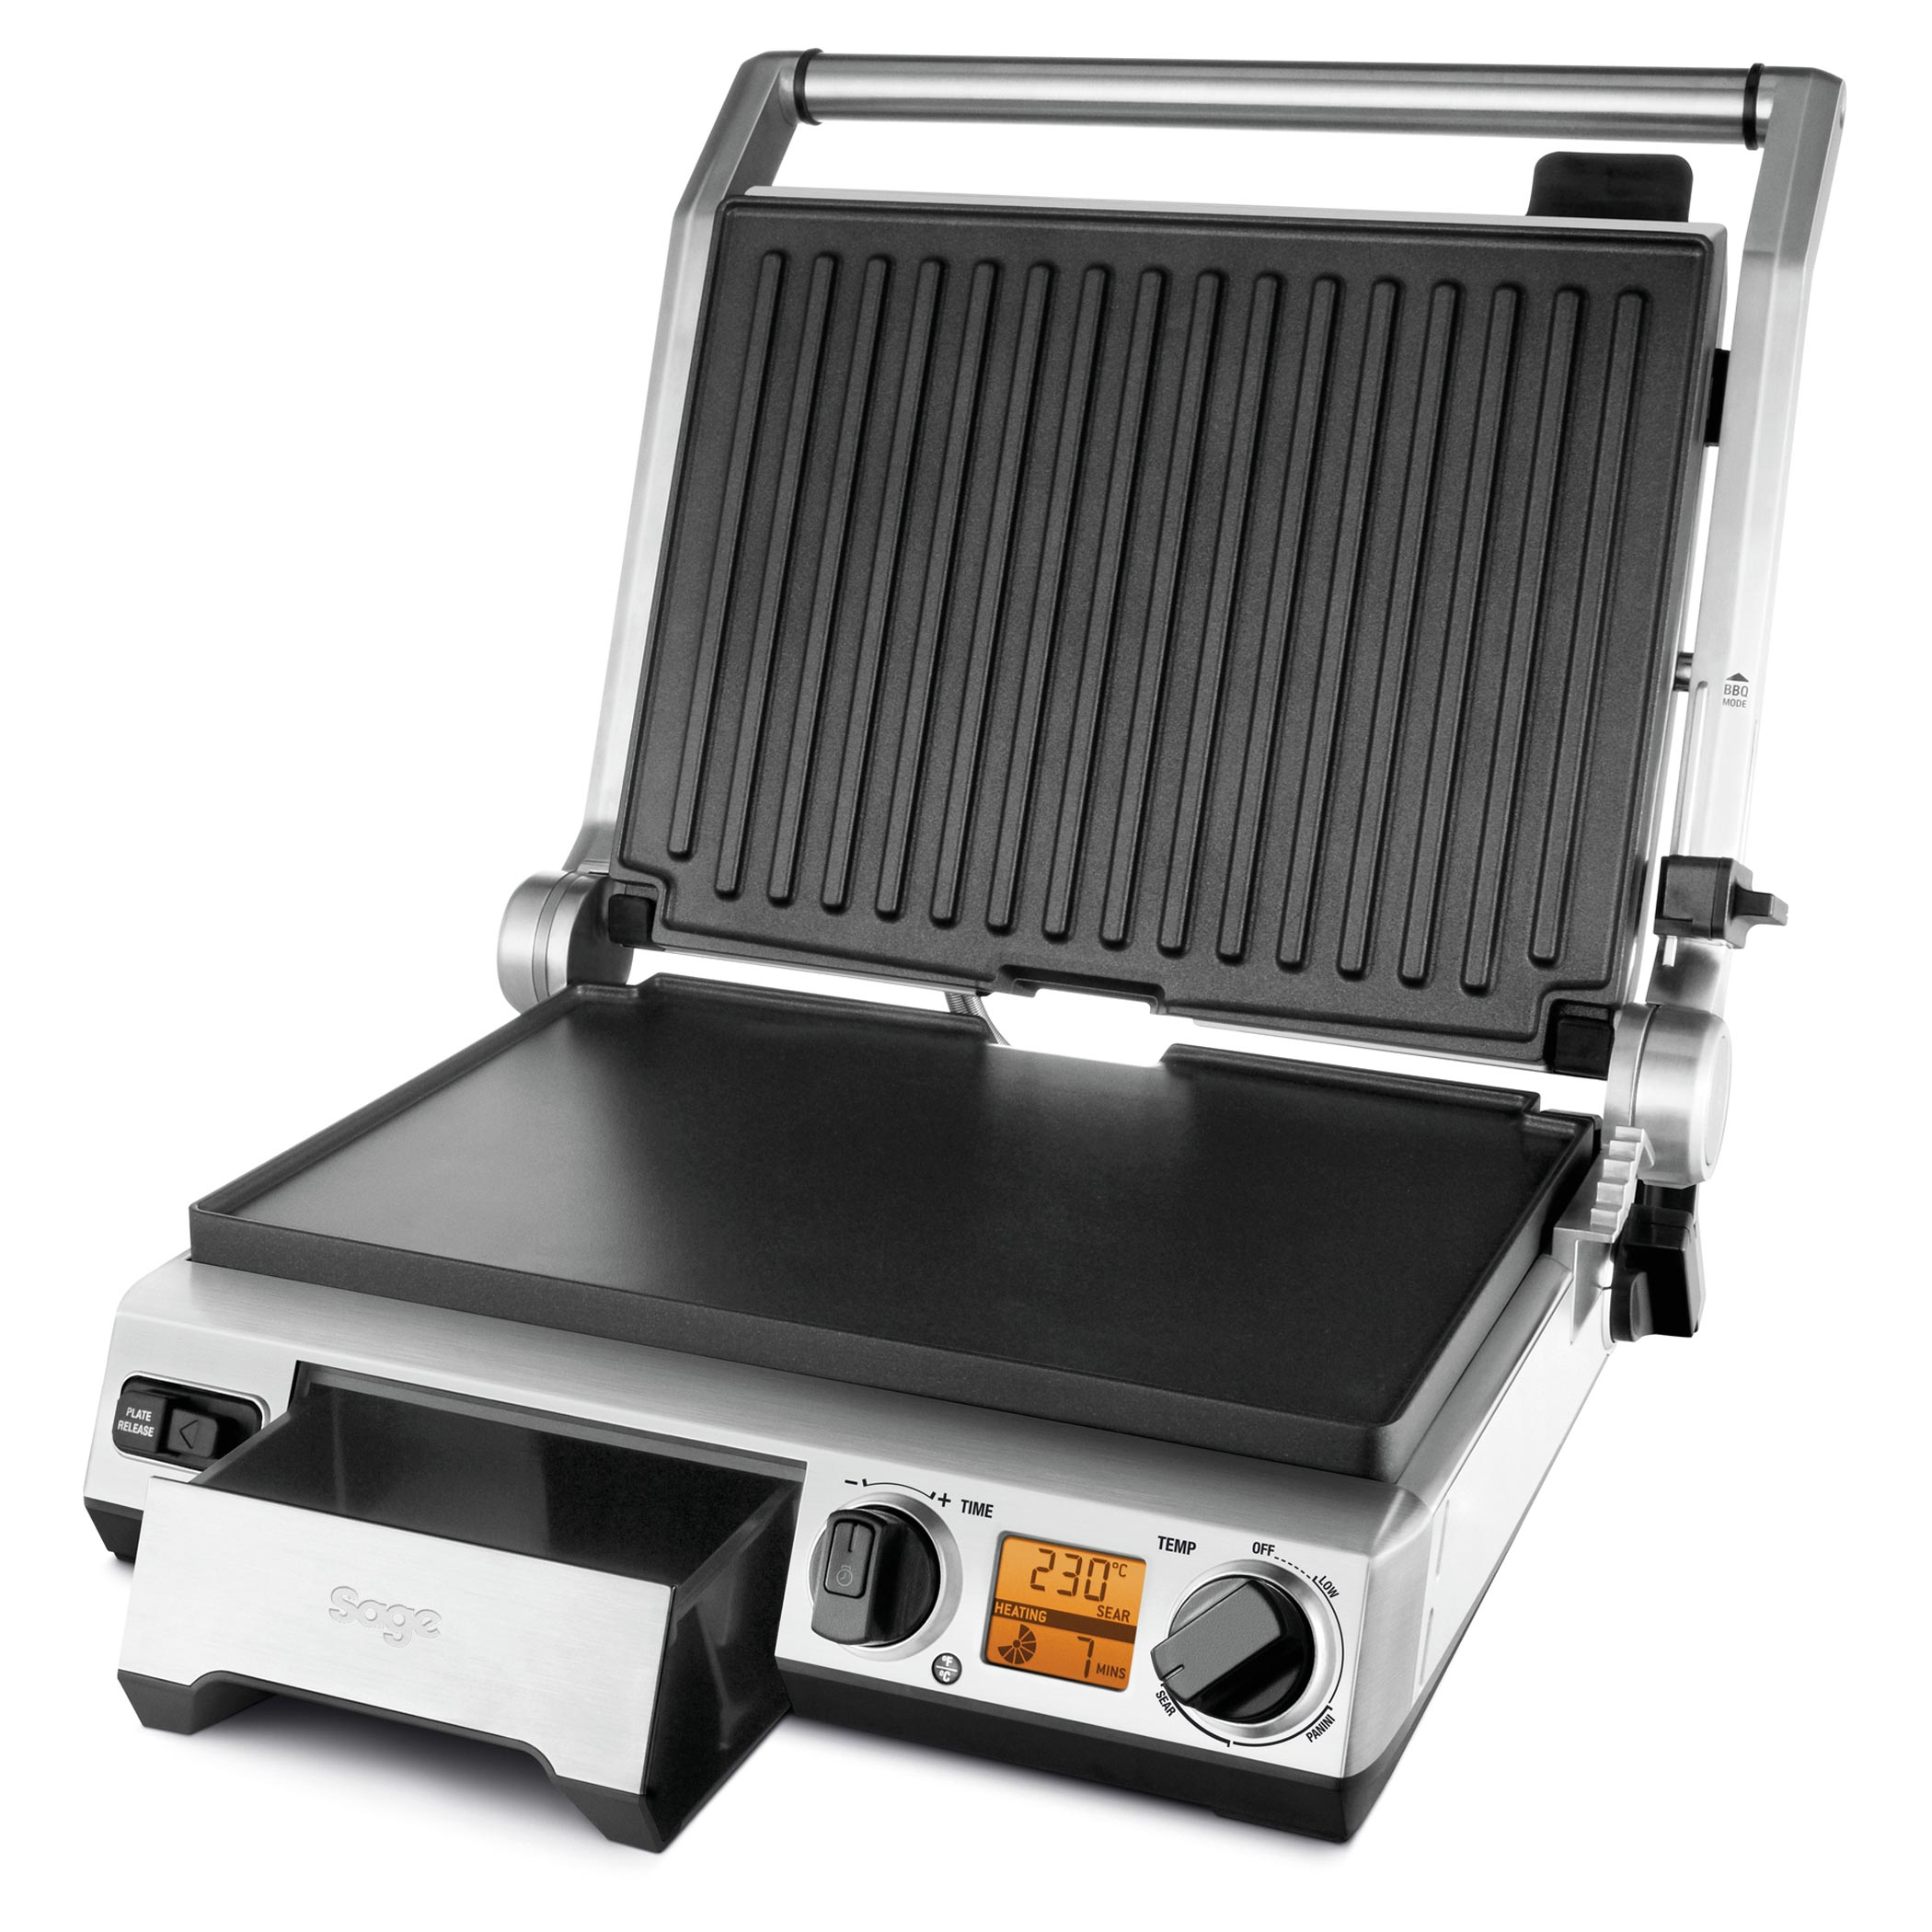 BBQ
MODE
PLATE
RELEASE
sage
− + TIME
°F
°C
230°C
HEATING SEAR
7 MINS
TEMP
OFF
LOW
PANINI
SEAR